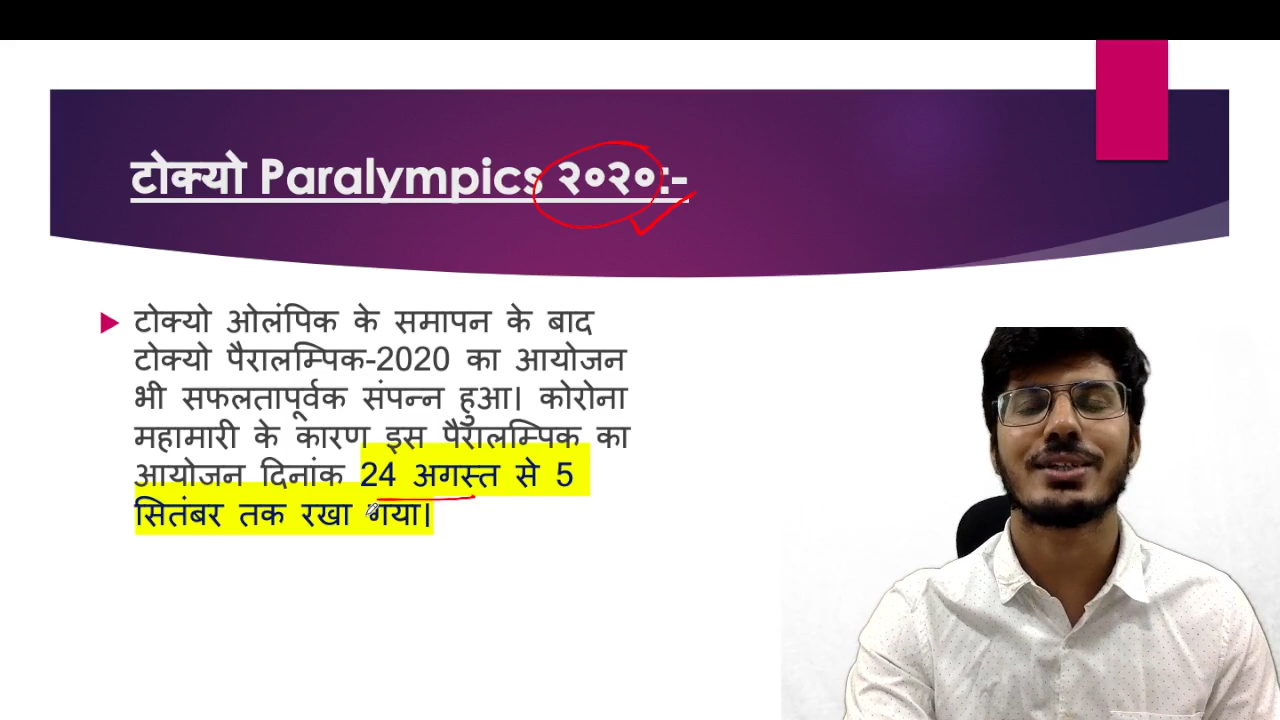 टोक्यो Paralympics २०२०:-
टोक्यो ओलंपिक के समापन के बाद
टोक्यो पैरालम्पिक-2020 का आयोजन
भी सफलतापूर्वक संपन्न हुआ। कोरोना
महामारी के कारण इस पैरालम्पिक का
आयोजन दिनांक 24 अगस्त से 5
सितंबर तक रखा गया।